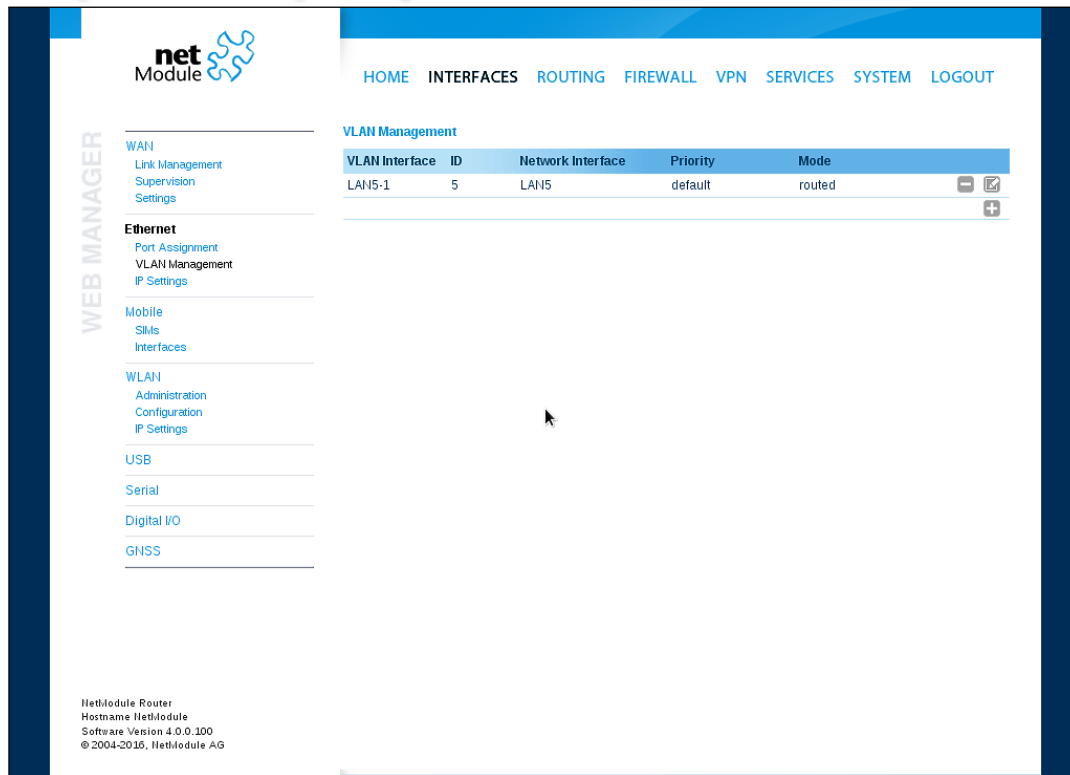 net
Module
HOME INTERFACES ROUTING FIREWALL VPN SERVICES SYSTEM LOGOUT
WEB MANAGER
WAN
Link Management
Supervision
Settings
Ethernet
Port Assignment
VLAN Management
IP Settings
Mobile
SIMs
Interfaces
WLAN
Administration
Configuration
IP Settings
USB
Serial
Digital I/O
GNSS
VLAN Management
VLAN Interface ID Network Interface Priority Mode
LAN5-1 5 LAN5 default routed
NetModule Router
Hostname NetModule
Software Version 4.0.0.100
© 2004-2016, NetModule AG